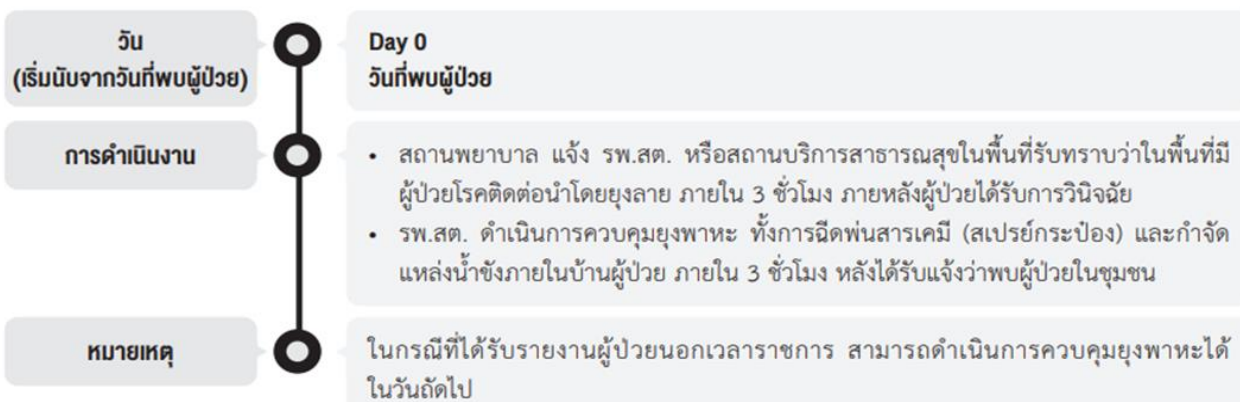 วัน
(เริ่มนับจากวันที่พบผู้ป่วย)
Day 0
วันที่พบผู้ป่วย
การดำเนินงาน
• สถานพยาบาล แจ้ง รพ.สต. หรือสถานบริการสาธารณสุขในพื้นที่รับทราบว่าในพื้นที่มี
ผู้ป่วยโรคติดต่อนำโดยยุงลาย ภายใน 3 ชั่วโมง ภายหลังผู้ป่วยได้รับการวินิจฉัย
• รพ.สต. ดำเนินการควบคุมยุงพาหะ ทั้งการฉีดพ่นสารเคมี (สเปรย์กระป๋อง) และกำจัด
แหล่งน้ำขังภายในบ้านผู้ป่วย ภายใน 3 ชั่วโมง หลังได้รับแจ้งว่าพบผู้ป่วยในชุมชน
หมายเหตุ
ในกรณีที่ได้รับรายงานผู้ป่วยนอกเวลาราชการ สามารถดำเนินการควบคุมยุงพาหะได้
ในวันถัดไป